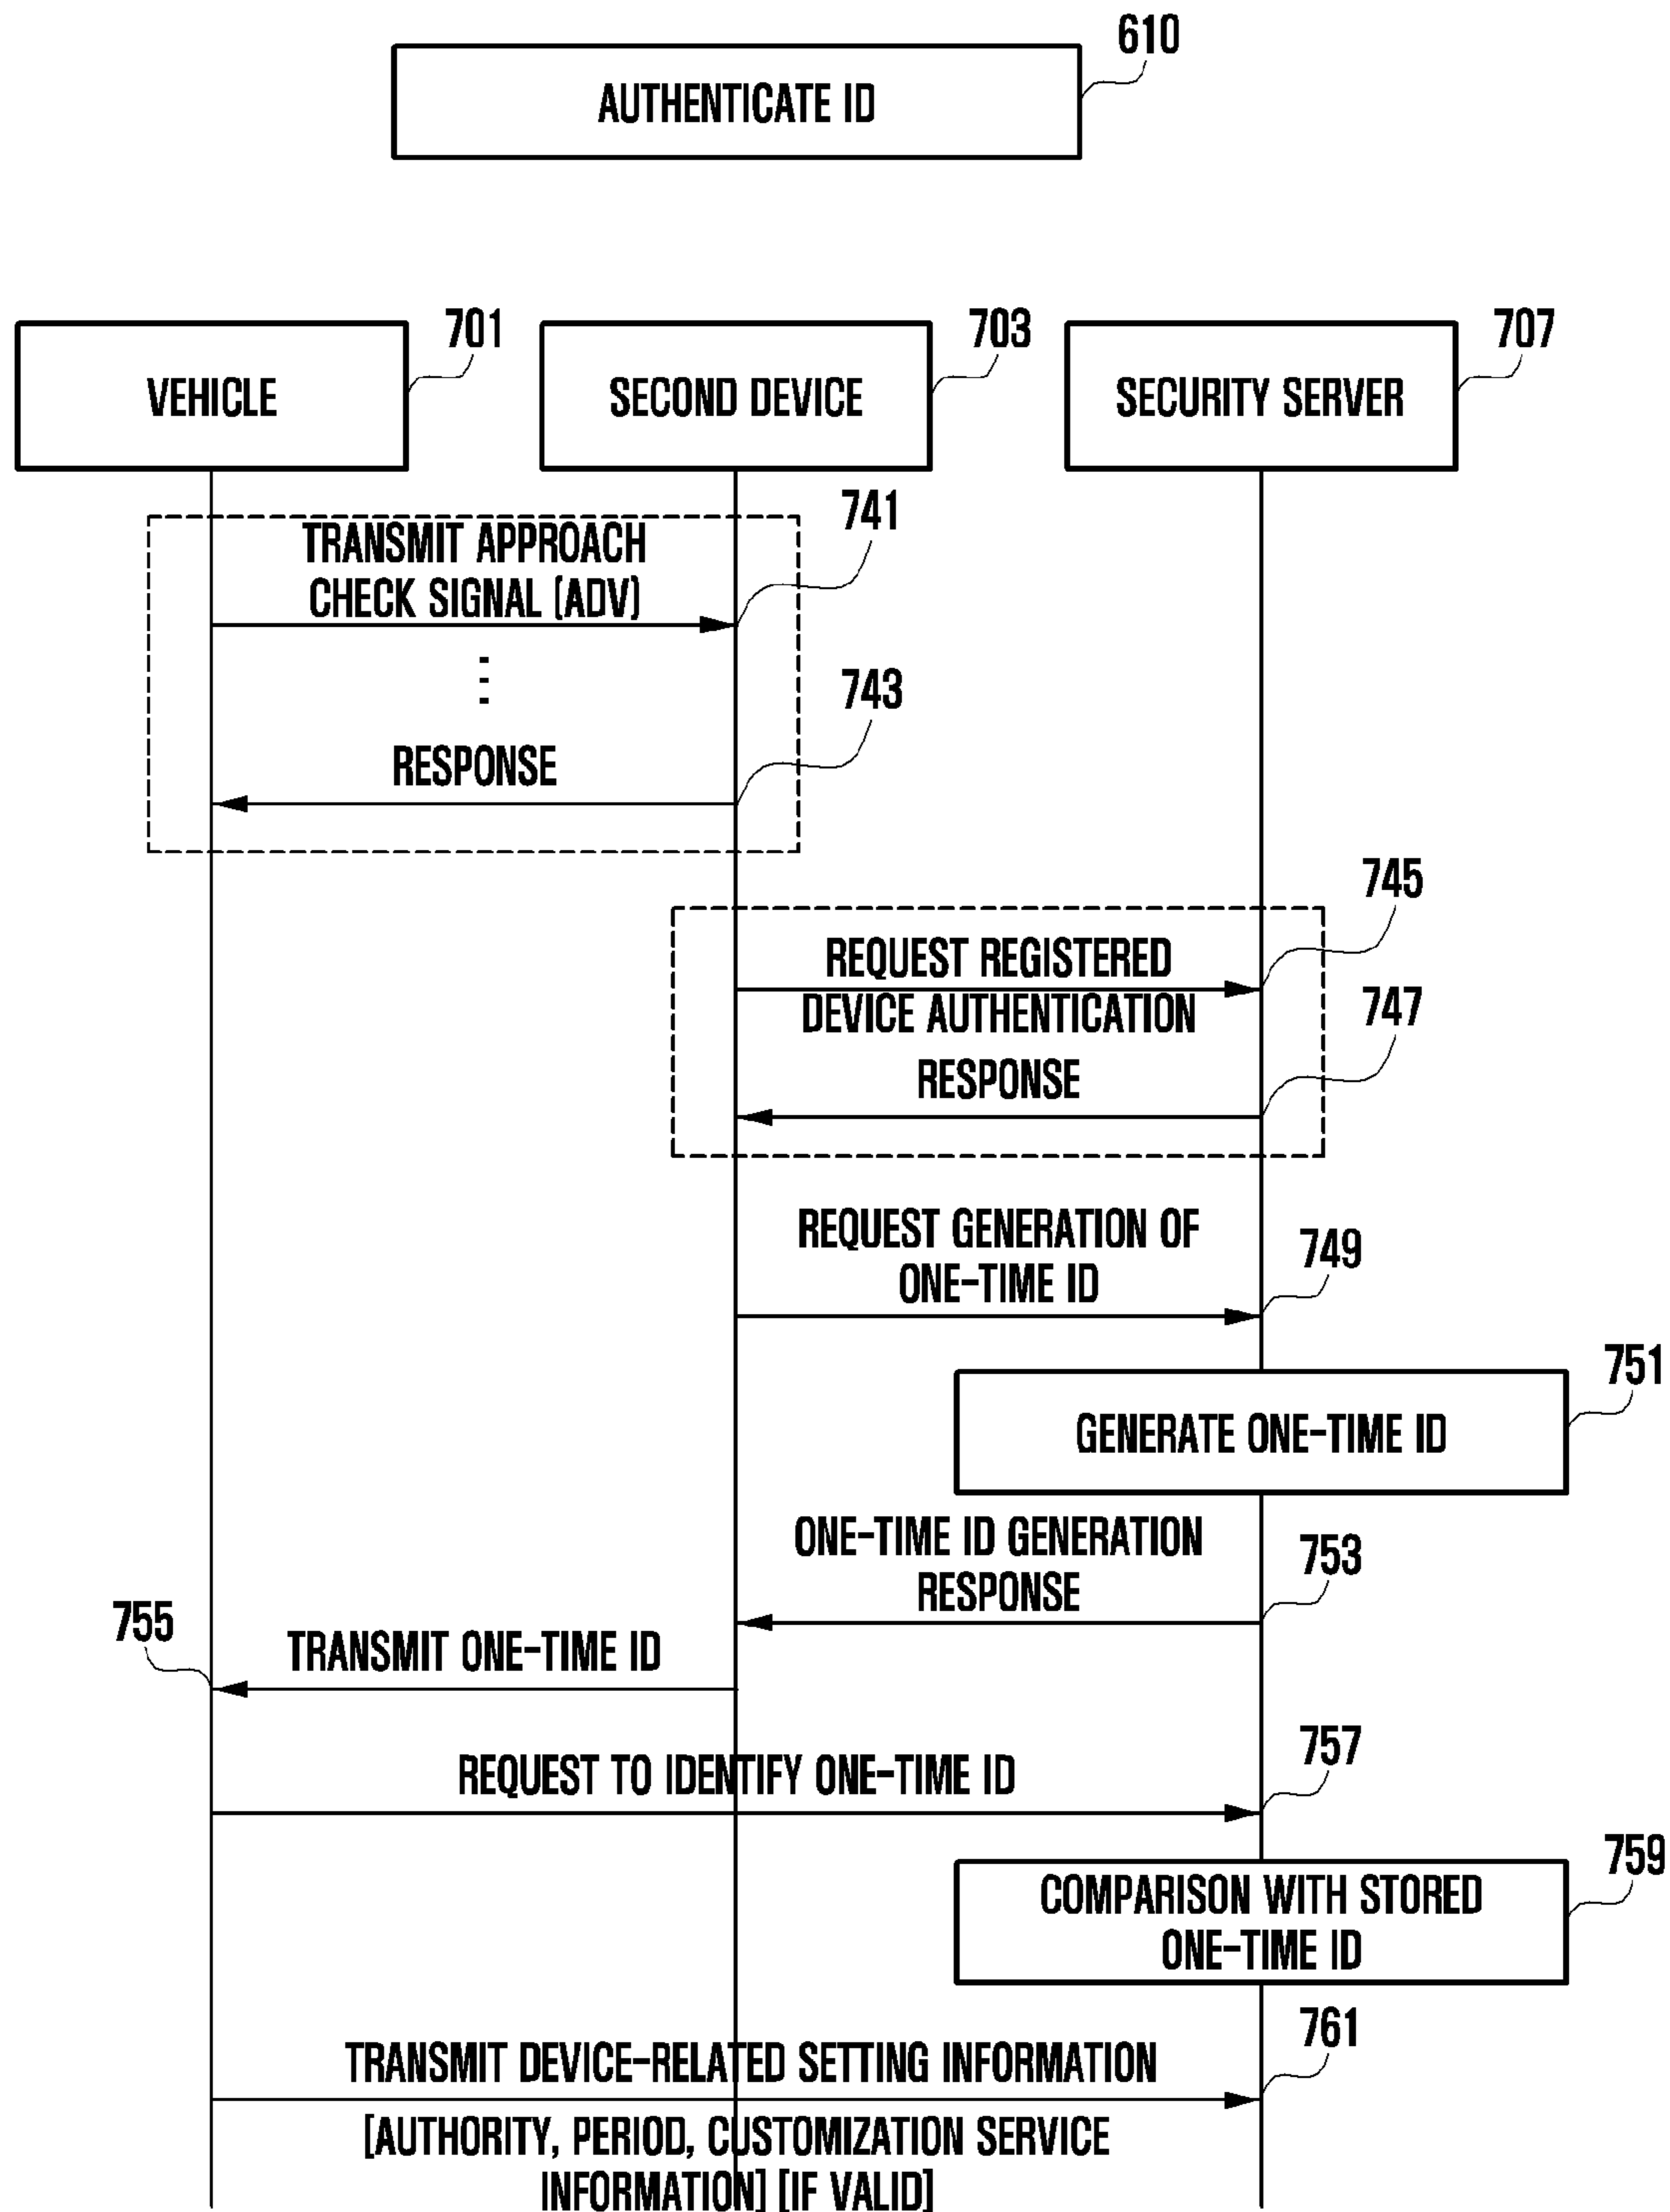 610
AUTHENTICATE ID
701
703
707
VEHICLE
SECOND DEVICE
SECURITY SERVER
741
TRANSMIT APPROACH
CHECK SIGNAL (ADV)
743
RESPONSE
745
REQUEST REGISTERED
DEVICE AUTHENTICATION
747
RESPONSE
REQUEST GENERATION OF
ONE-TIME ID
749
751
GENERATE ONE-TIME ID
ONE-TIME ID GENERATION
RESPONSE
753
755
TRANSMIT ONE-TIME ID
757
REQUEST TO IDENTIFY ONE-TIME ID
759
COMPARISON WITH STORED
ONE-TIME ID
761
TRANSMIT DEVICE-RELATED SETTING INFORMATION
[AUTHORITY, PERIOD, CUSTOMIZATION SERVICE
INFORMATION] [IF VALID]